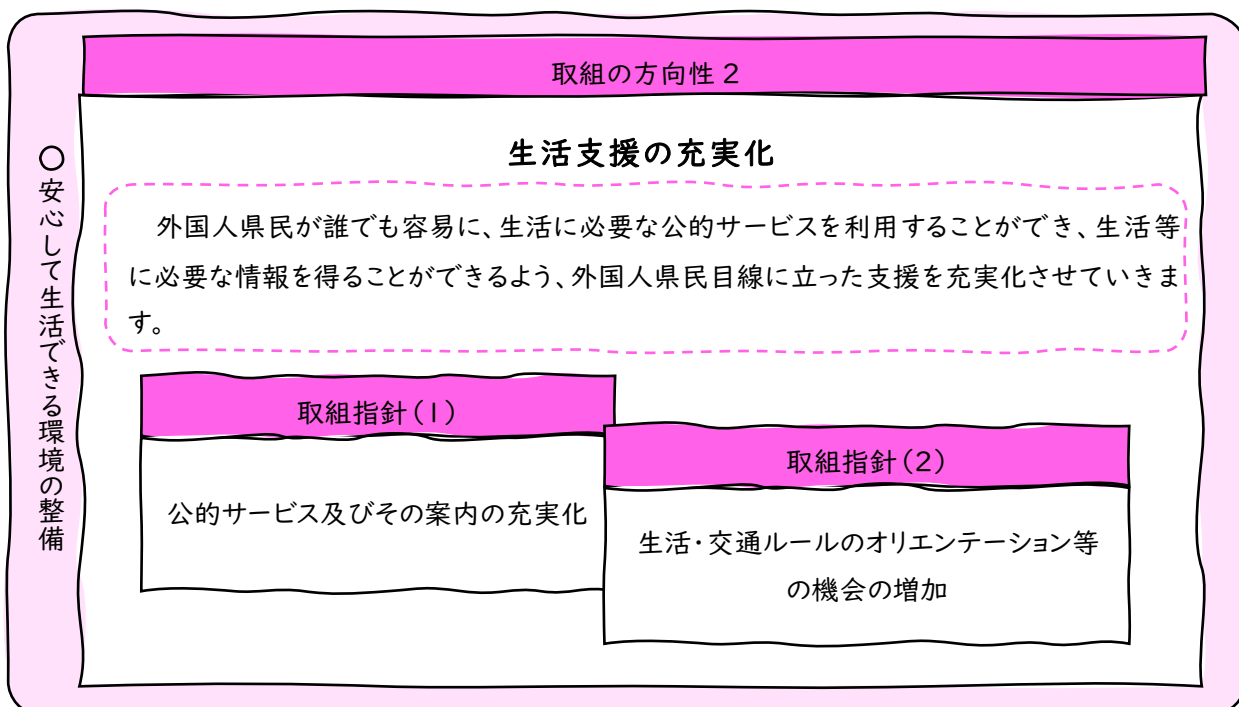 ○安心して生活できる環境の整備
取組の方向性2
生活支援の充実化
外国人県民が誰でも容易に、生活に必要な公的サービスを利用することができ、生活等
に必要な情報を得ることができるよう、外国人県民目線に立った支援を充実化させていきま
す。
取組指針(1)
公的サービス及びその案内の充実化
取組指針(2)
生活・交通ルールのオリエンテーション等
の機会の増加